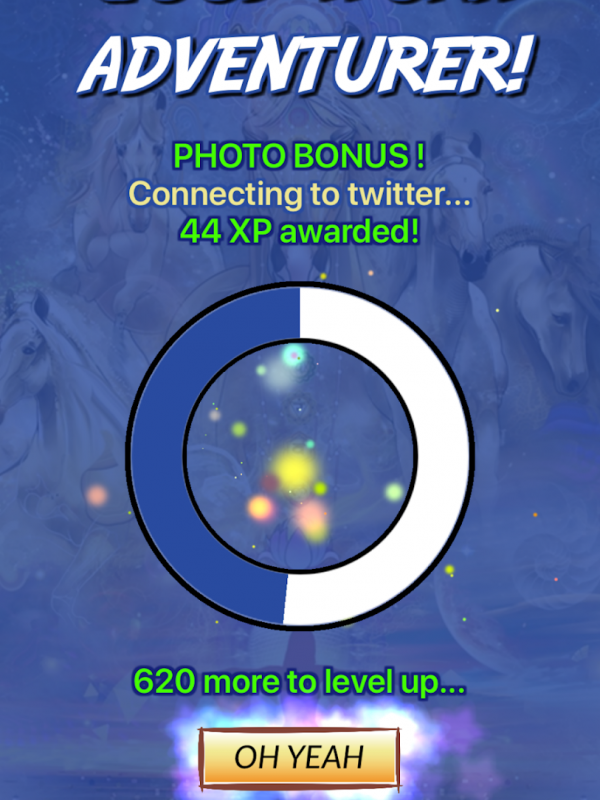 ADVENTURER!
PHOTO BONUS !
Connecting to twitter...
44 XP awarded!
620 more to level up...
OH YEAH